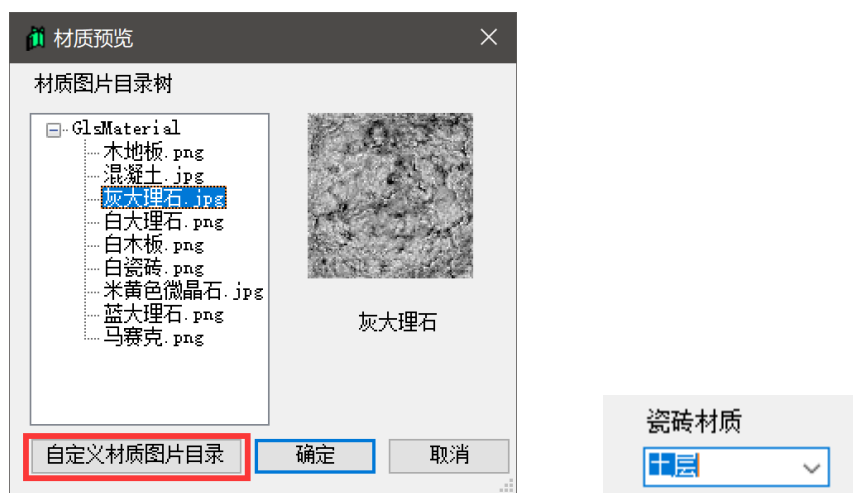 材质预览
材质图片目录树
GlsMaterial
木地板.png
混凝土.jpg
灰大理石.jpg
白大理石.png
白木板.png
白瓷砖.png
米黄色微晶石.jpg
蓝大理石.png
马赛克.png
灰大理石
自定义材质图片目录
确定
取消
瓷砖材质
土层